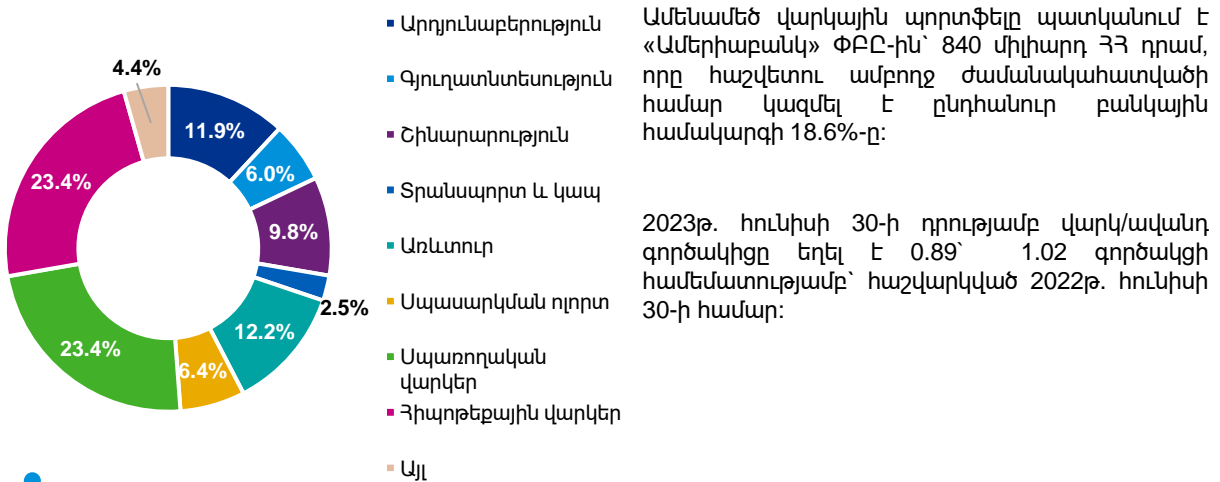 4.4%
11.9%
6.0%
9.8%
2.5%
12.2%
6.4%
23.4%
23.4%
Արդյունաբերություն
Գյուղատնտեսություն
Շինարարություն
Տրանսպորտ և կապ
Առևտուր
Սպասարկման ոլորտ
Սպառողական
վարկեր
Հիպոթեքային վարկեր
Այլ
Ամենամեծ վարկային պորտֆելը պատկանում է
«Ամերիաբանկ» ՓԲԸ-ին՝ 840 միլիարդ ՀՀ դրամ,
որը հաշվետու ամբողջ ժամանակահատվածի
համար կազմել է ընդհանուր բանկային
համակարգի 18.6%-ը:
2023թ. հունիսի 30-ի դրությամբ վարկ/ավանդ
գործակիցը եղել է 0.89՝ 1.02 գործակցի
համեմատությամբ՝ հաշվարկված 2022թ. հունիսի
30-ի համար: